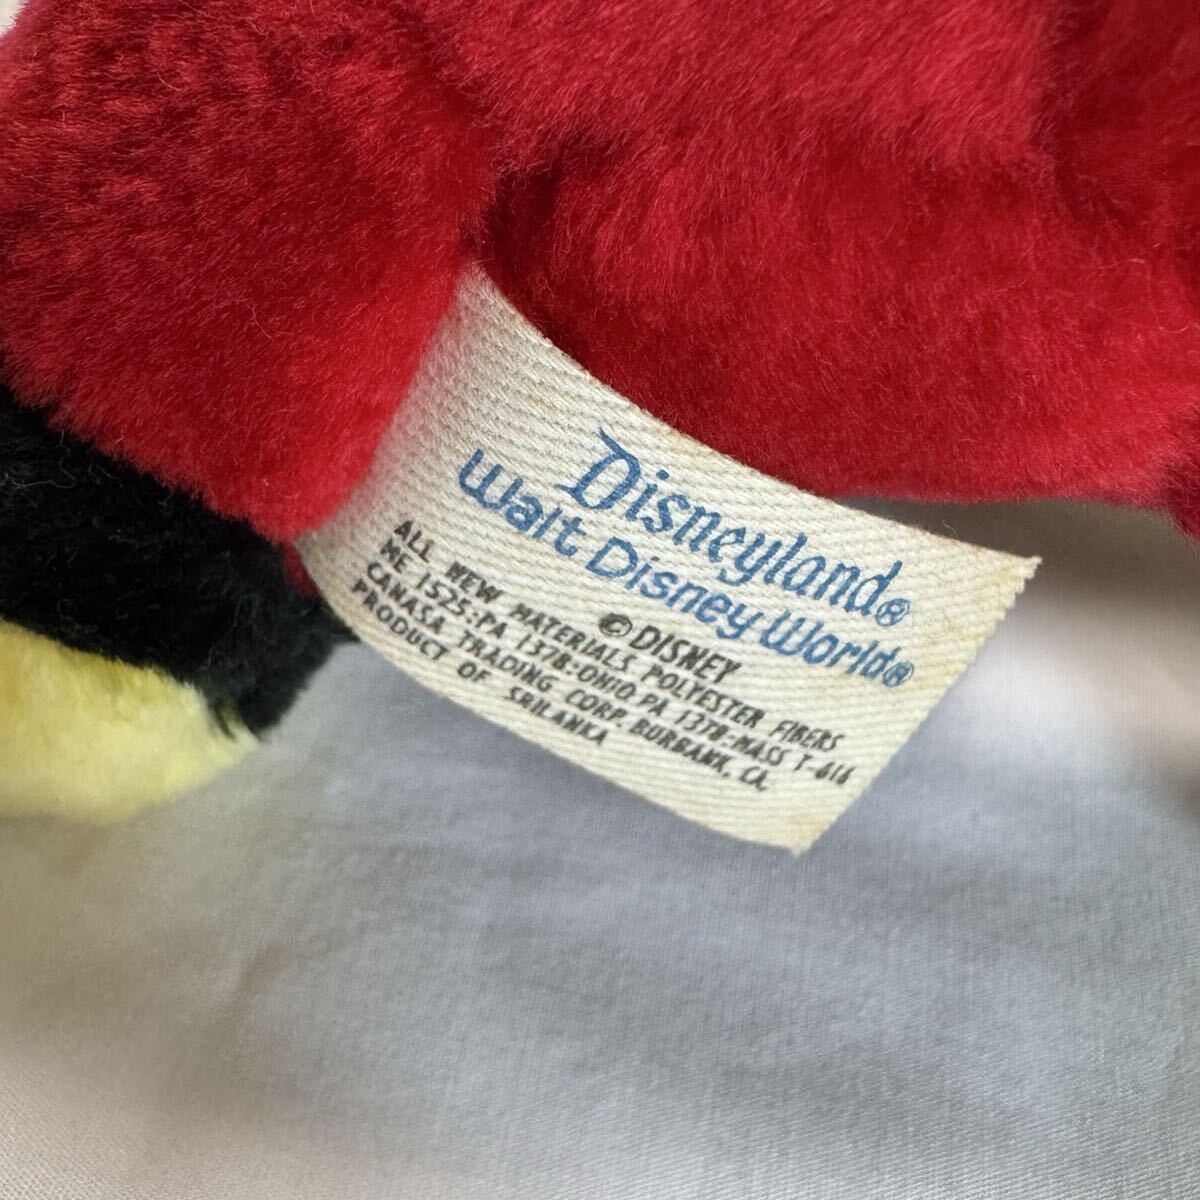 Disneyland®
Walt Disney World®
©DISNEY
ALL NEW MATERIALS POLYESTER FIBERS
ME 1525:PA 1378:OHIO-PA 1378-MASS T-616
CANASA TRADING CORP. BURBANK, CA.
PRODUCT OF SRILANKA